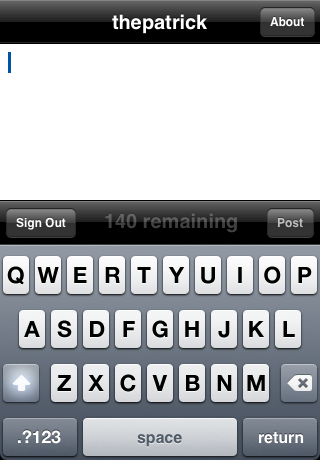 thepatrick About
Sign Out 140 remaining Post
Q W E R T Y U I O P
A S D F G H J K L
Z X C V B N M
.?123 space return